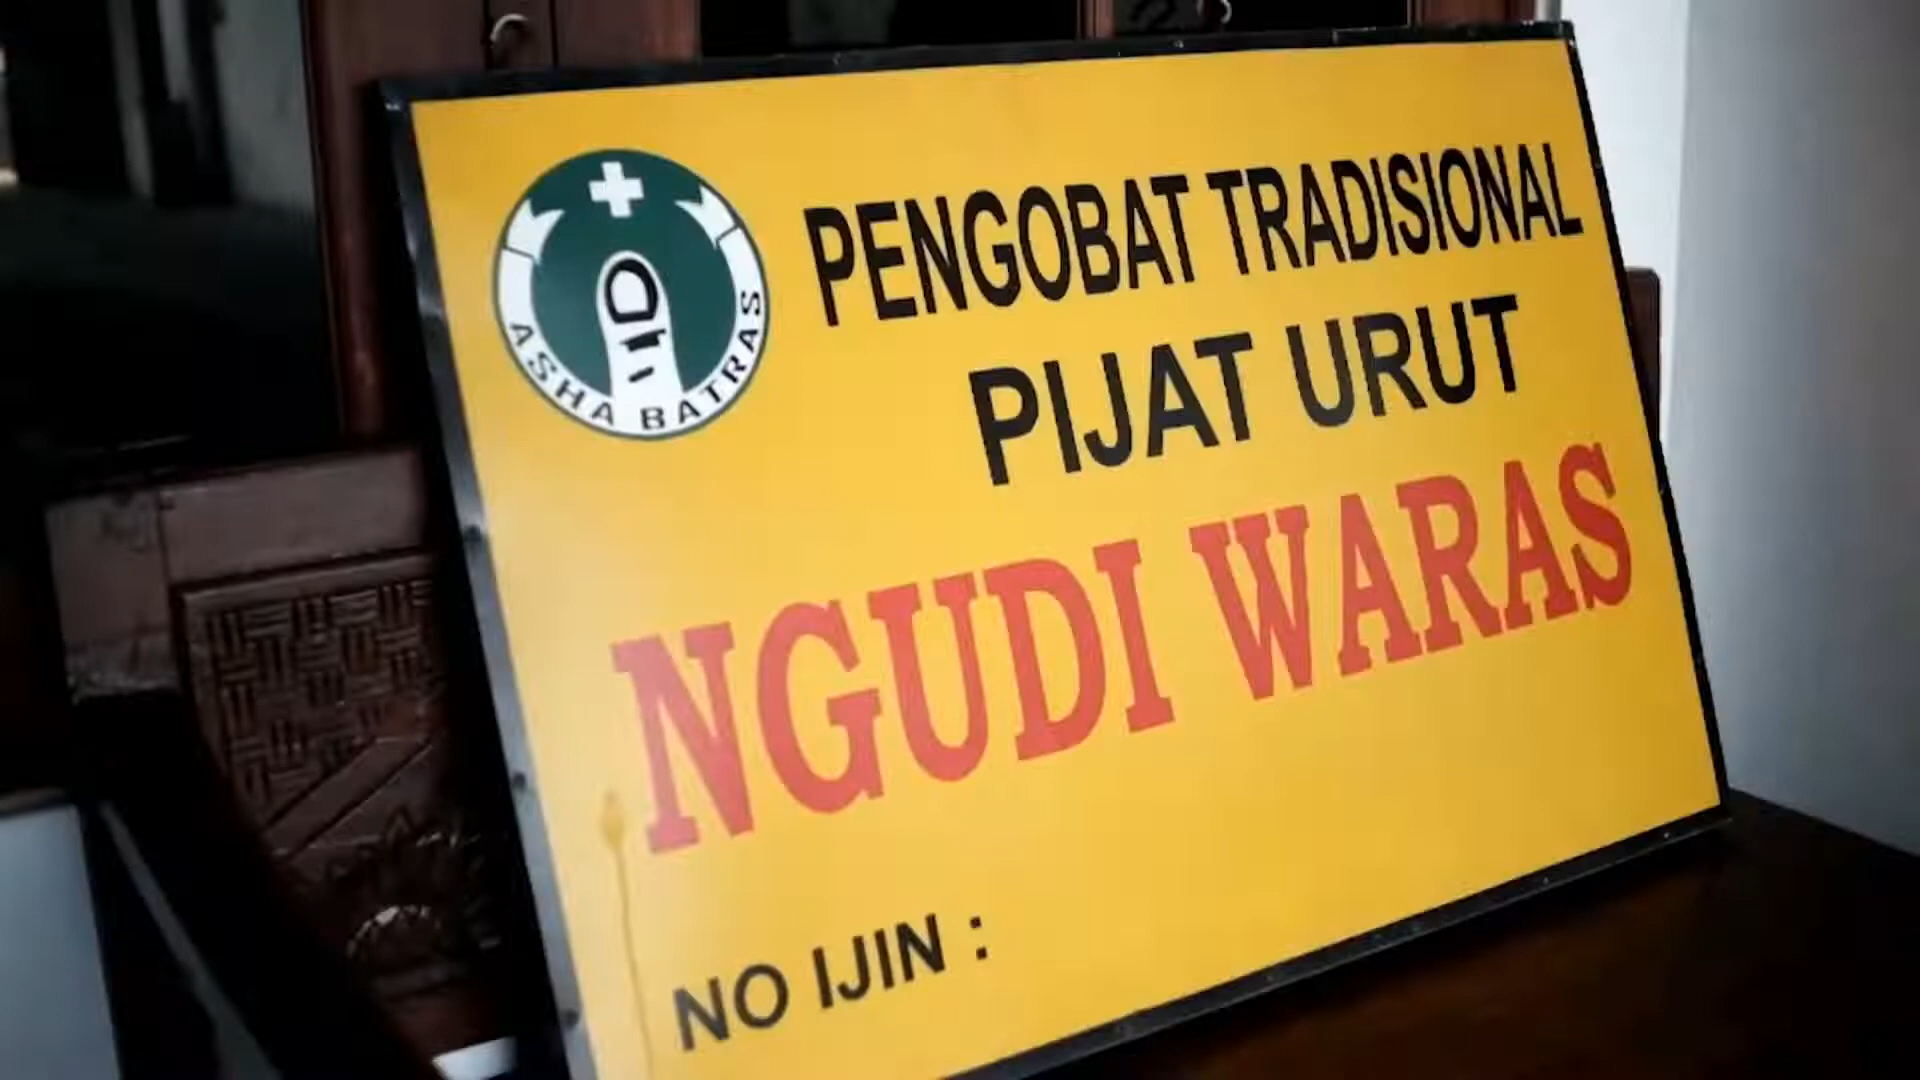 ASHA BATRAS
PENGOBAT TRADISIONAL
PIJAT URUT
NGUDI WARAS
NO IJIN :